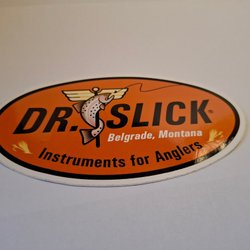 DR. SLICK
Belgrade, Montana
Instruments for Anglers